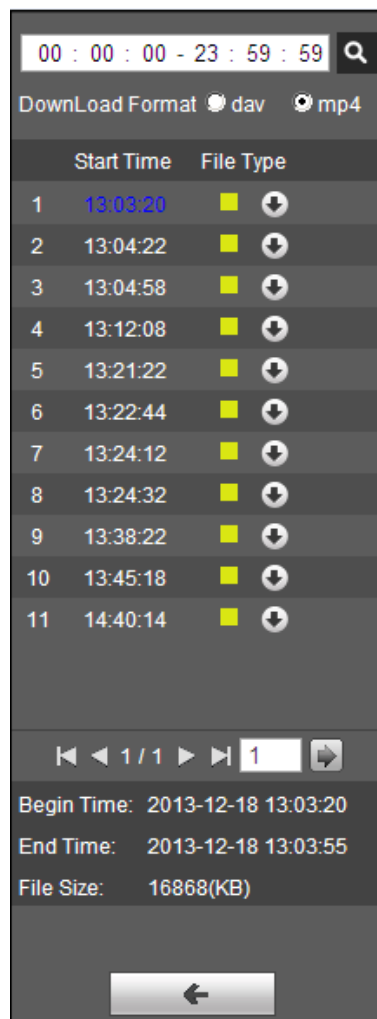 00 : 00 : 00 - 23 : 59 : 59
DownLoad Format dav mp4
Start Time File Type
1 13:03:20
2 13:04:22
3 13:04:58
4 13:12:08
5 13:21:22
6 13:22:44
7 13:24:12
8 13:24:32
9 13:38:22
10 13:45:18
11 14:40:14
1 / 1 1
Begin Time: 2013-12-18 13:03:20
End Time: 2013-12-18 13:03:55
File Size: 16868(KB)